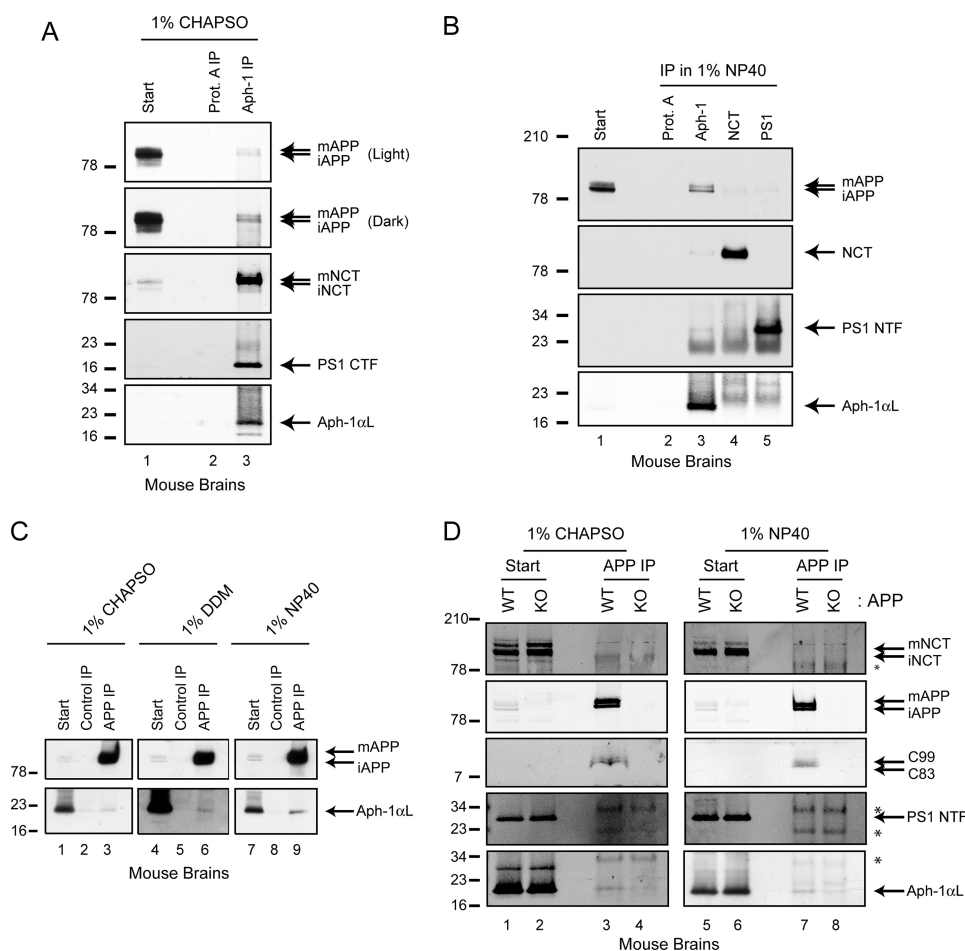 A
1% CHAPSO
Start
Prot. A IP
Aph-1 IP
mAPP
iAPP
(Light)
78
mAPP
iAPP
(Dark)
78
mNCT
iNCT
78
23
16
PS1 CTF
34
23
16
Aph-1αL
1 2 3
Mouse Brains
B
IP in 1% NP40
Start
Prot. A
Aph-1
NCT
PS1
210
mAPP
iAPP
78
NCT
78
34
23
PS1 NTF
23
16
Aph-1αL
1 2 3 4 5
Mouse Brains
C
1% CHAPSO
1% DDM
1% NP40
Start
Control IP
APP IP
Start
Control IP
APP IP
Start
Control IP
APP IP
mAPP
iAPP
78
23
16
Aph-1αL
1 2 3 4 5 6 7 8 9
Mouse Brains
D
1% CHAPSO
1% NP40
Start
APP IP
Start
APP IP
WT
KO
WT
KO
WT
KO
WT
KO
: APP
210
mNCT
iNCT
*
78
mAPP
iAPP
78
C99
C83
7
34
23
*
PS1 NTF
*
34
23
16
*
Aph-1αL
1 2 3 4 5 6 7 8
Mouse Brains